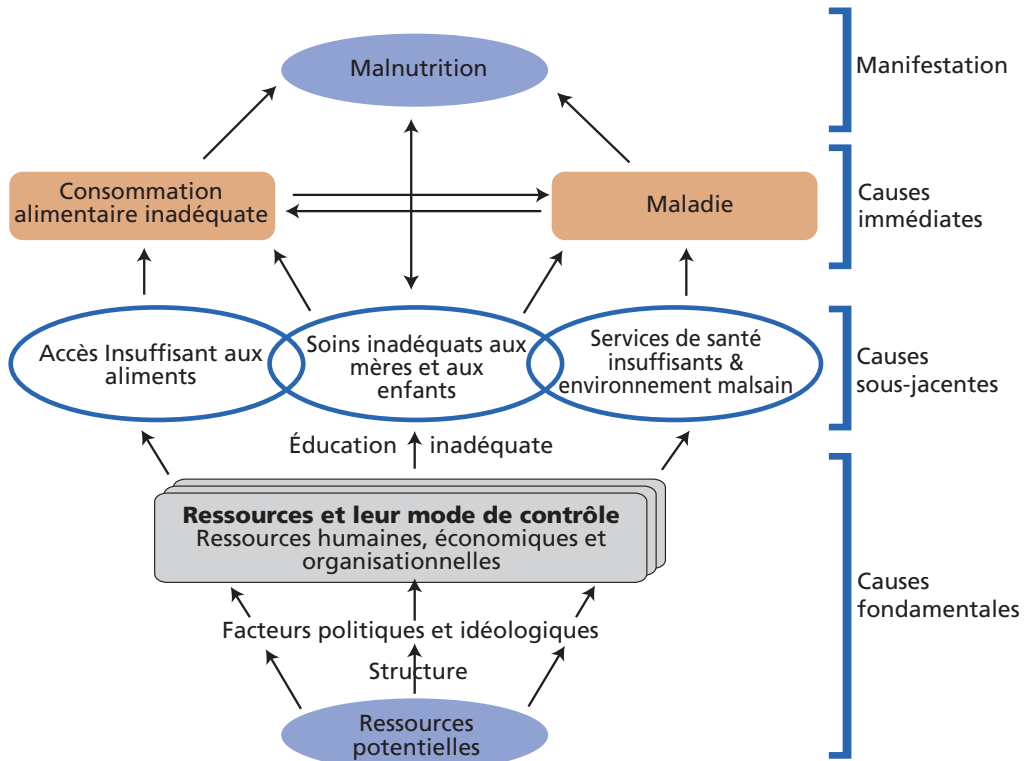 Malnutrition
Manifestation
Consommation
alimentaire inadéquate
Maladie
Causes
immédiates
Accès Insuffisant aux
aliments
Soins inadéquats aux
mères et aux
enfants
Services de santé
insuffisants &
environnement malsain
Causes
sous-jacentes
Éducation inadéquate
Ressources et leur mode de contrôle
Ressources humaines, économiques et
organisationnelles
Causes
fondamentales
Facteurs politiques et idéologiques
Structure
Ressources
potentielles